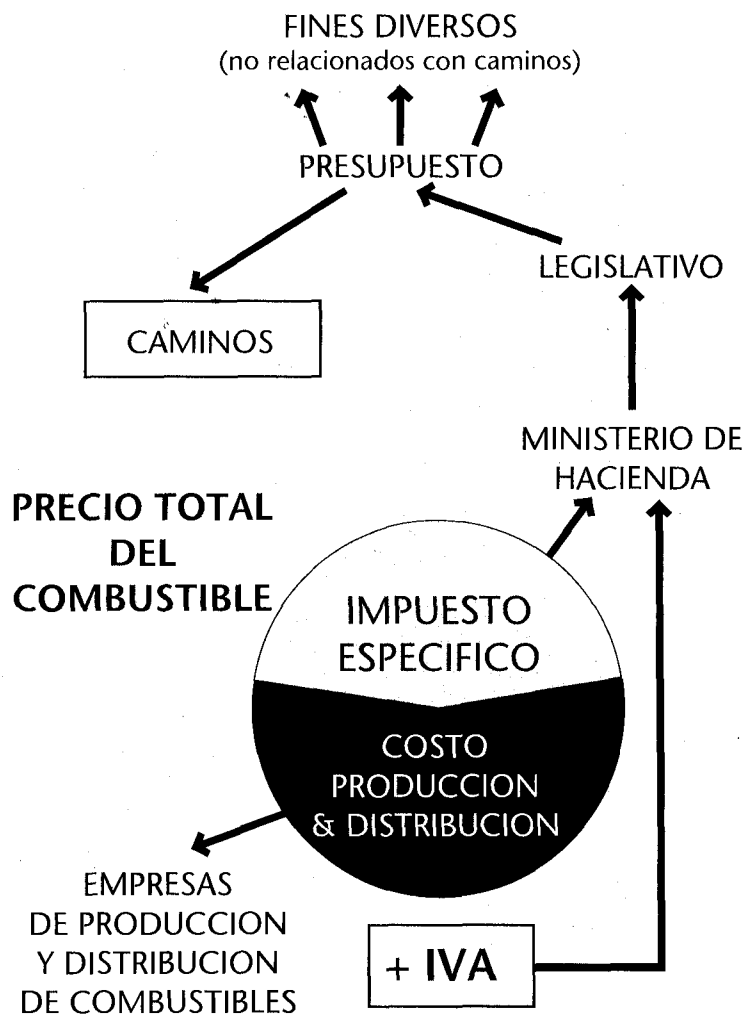 FINES DIVERSOS
(no relacionados con caminos)
PRESUPUESTO
LEGISLATIVO
CAMINOS
MINISTERIO DE
HACIENDA
PRECIO TOTAL
DEL
COMBUSTIBLE
IMPUESTO
ESPECIFICO
COSTO
PRODUCCION
& DISTRIBUCION
EMPRESAS
DE PRODUCCION
Y DISTRIBUCION
DE COMBUSTIBLES
+ IVA